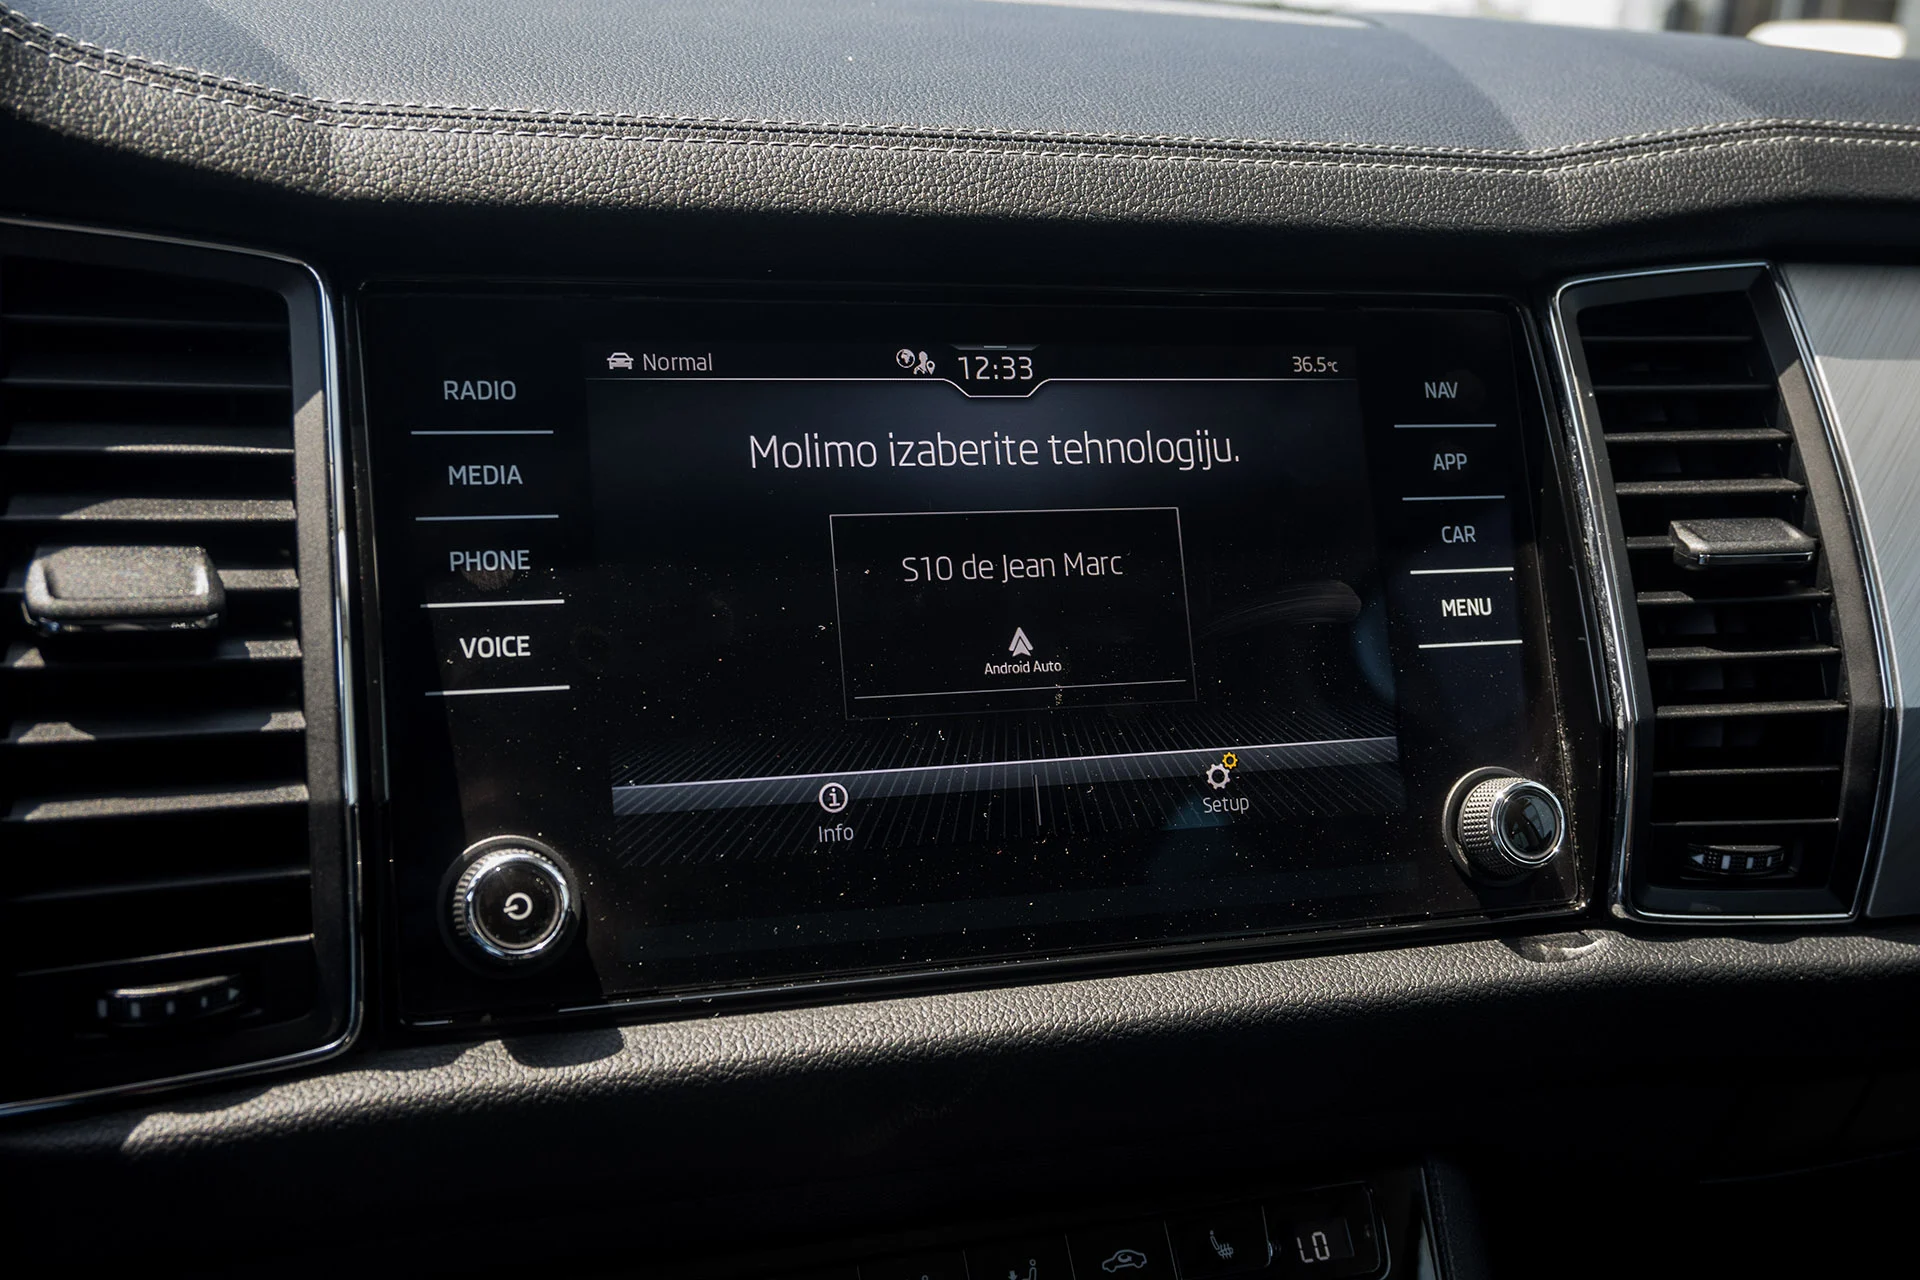 Normal
12:33
36.5°C
RADIO
MEDIA
PHONE
VOICE
Molimo izaberite tehnologiju.
S10 de Jean Marc
Android Auto
Info
Setup
NAV
APP
CAR
MENU
LO